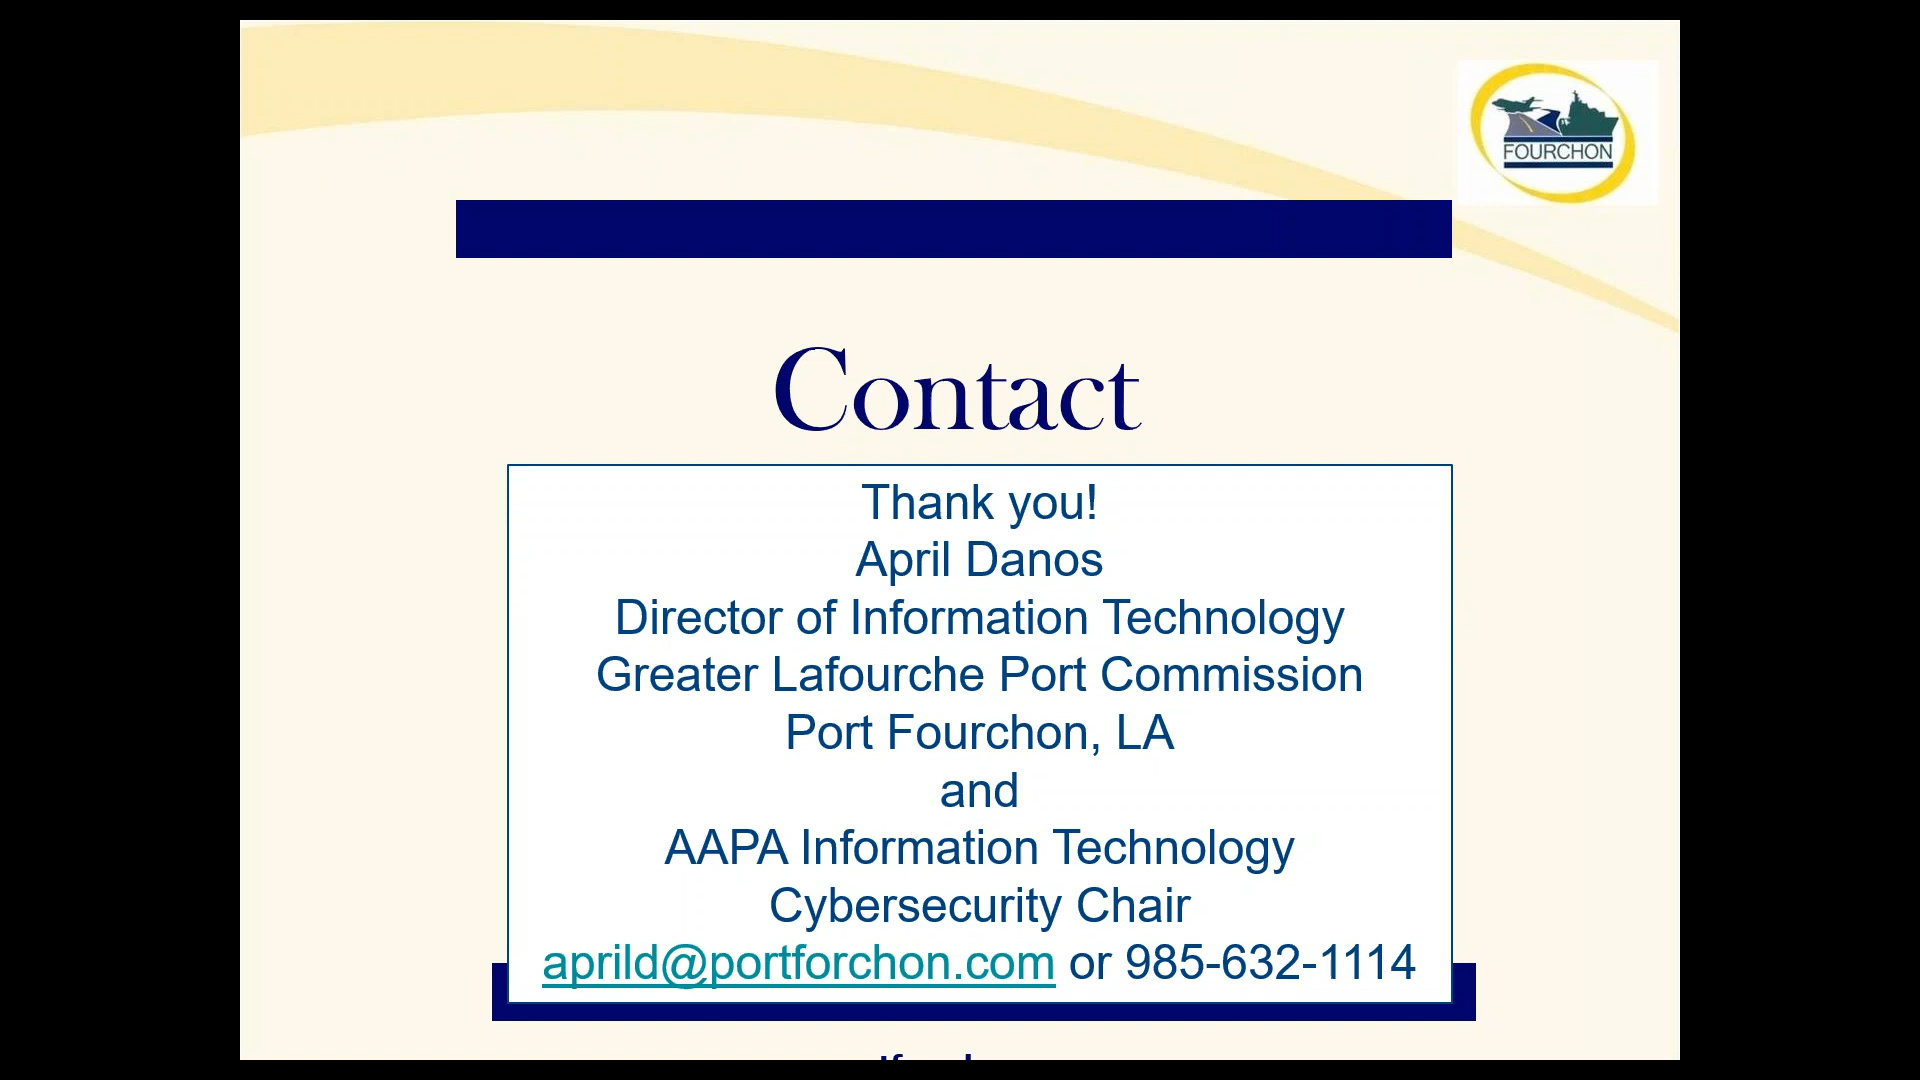 FOURCHON
Contact
Thank you!
April Danos
Director of Information Technology
Greater Lafourche Port Commission
Port Fourchon, LA
and
AAPA Information Technology
Cybersecurity Chair
aprild@portforchon.com or 985-632-1114